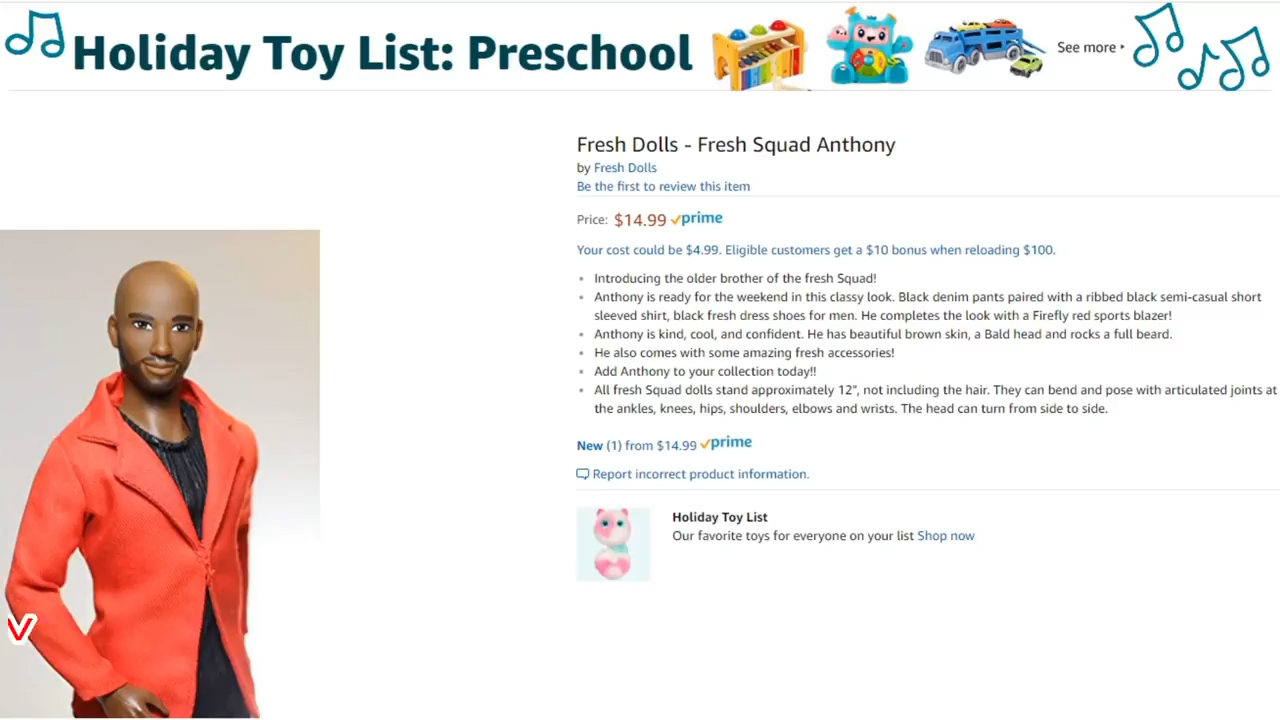 Holiday Toy List: Preschool
See more
Fresh Dolls - Fresh Squad Anthony
by Fresh Dolls
Be the first to review this item
Price: $14.99 prime
Your cost could be $4.99. Eligible customers get a $10 bonus when reloading $100.
• Introducing the older brother of the fresh Squad!
• Anthony is ready for the weekend in this classy look. Black denim pants paired with a ribbed black semi-casual short
sleeved shirt, black fresh dress shoes for men. He completes the look with a Firefly red sports blazer!
• Anthony is kind, cool, and confident. He has beautiful brown skin, a Bald head and rocks a full beard.
• He also comes with some amazing fresh accessories!
• Add Anthony to your collection today!!
• All fresh Squad dolls stand approximately 12", not including the hair. They can bend and pose with articulated joints at
the ankles, knees, hips, shoulders, elbows and wrists. The head can turn from side to side.
New (1) from $14.99 prime
Report incorrect product information.
Holiday Toy List
Our favorite toys for everyone on your list Shop now
V